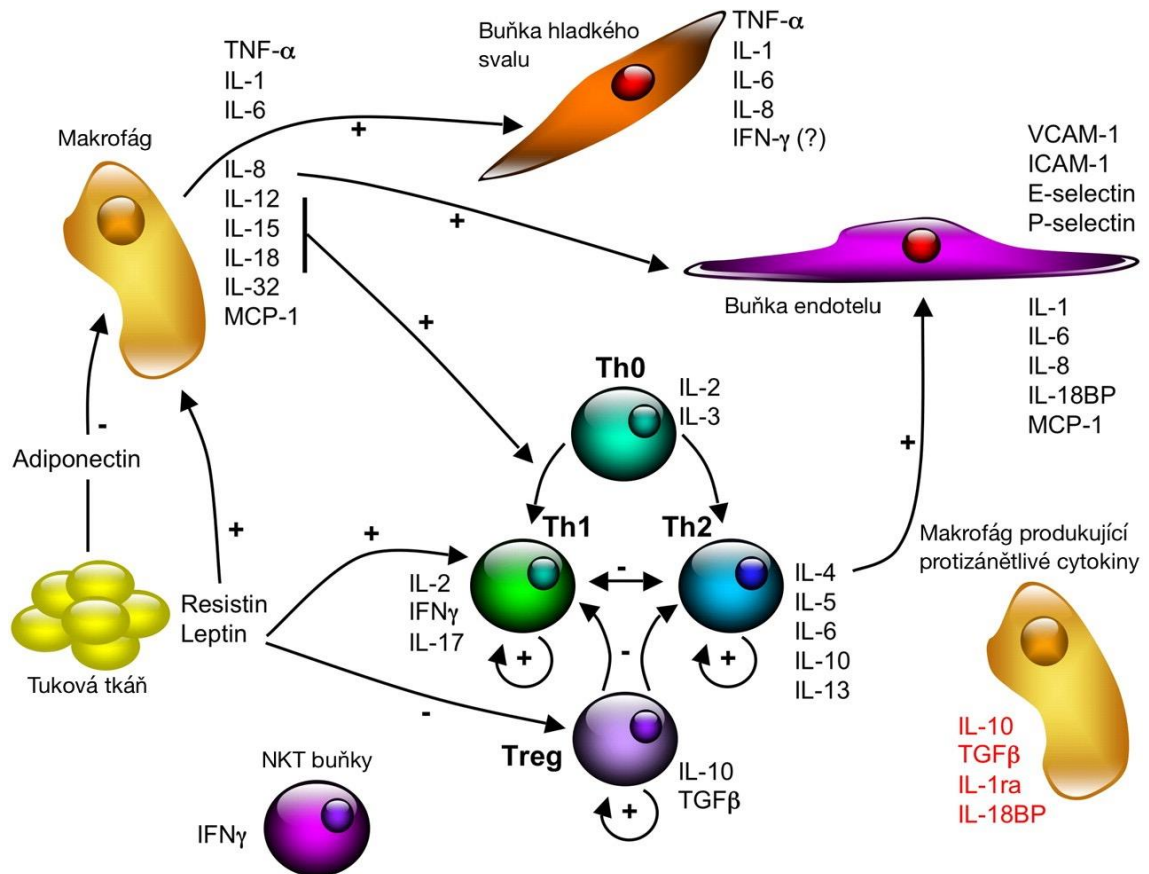 TNF-α
IL-1
IL-6
Makrofág
IL-8
IL-12
IL-15
IL-18
IL-32
MCP-1
+
Buňka hladkého
svalu
TNF-α
IL-1
IL-6
IL-8
IFN-γ (?)
+
+
VCAM-1
ICAM-1
E-selectin
P-selectin
Buňka endotelu
IL-1
IL-6
IL-8
IL-18BP
MCP-1
+
Th0
IL-2
IL-3
-
Adiponectin
+
Tuková tkáň
Resistin
Leptin
+
-
Th1
IL-2
IFNγ
IL-17
+
-
Th2
IL-4
IL-5
IL-6
IL-10
IL-13
+
-
Treg
IL-10
TGFβ
+
NKT buňky
IFNγ
Makrofág produkující
protizánětlivé cytokiny
IL-10
TGFβ
IL-1ra
IL-18BP